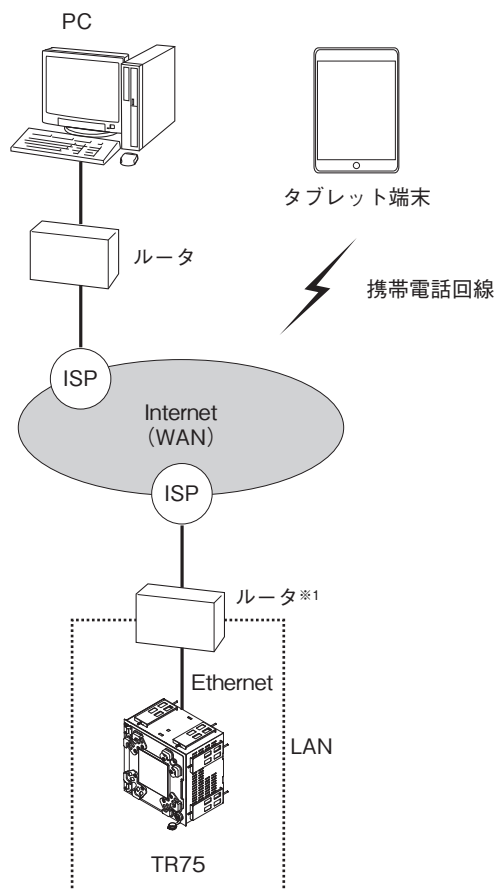 PC
タブレット端末
ルータ
携帯電話回線
ISP
Internet
（WAN）
ISP
ルータ※1
Ethernet
LAN
TR75